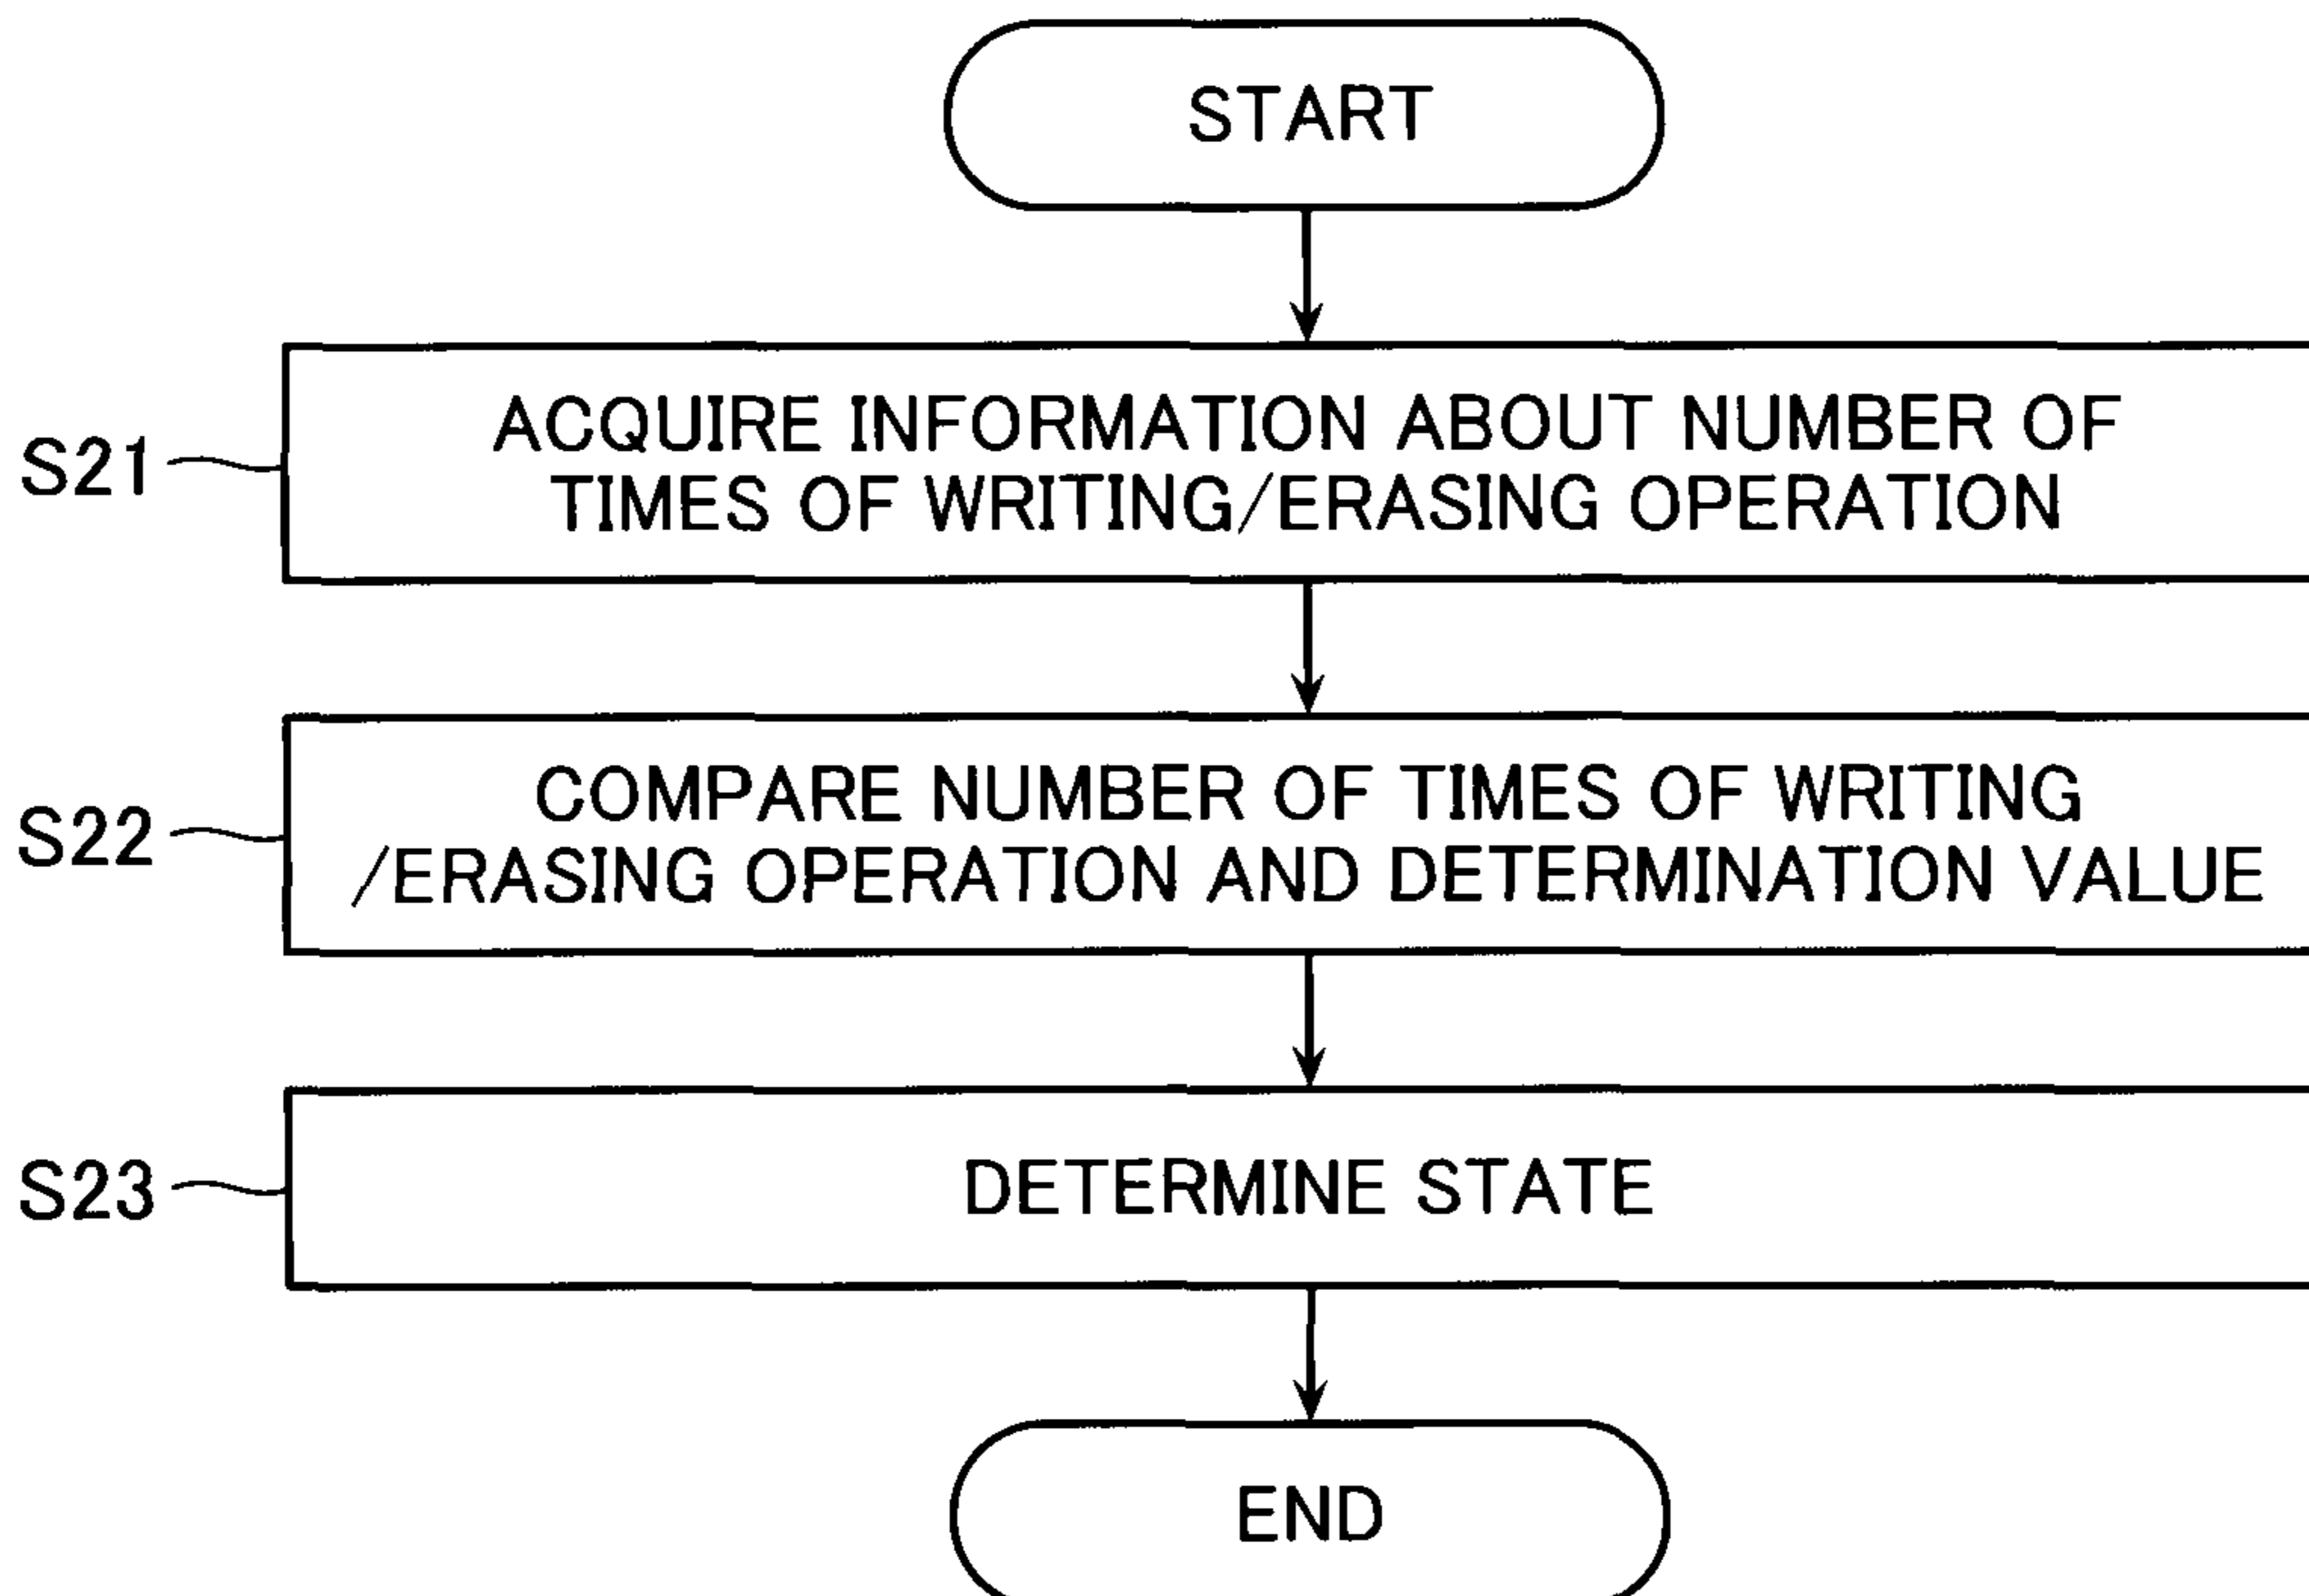 START
S21
ACQUIRE INFORMATION ABOUT NUMBER OF
TIMES OF WRITING/ERASING OPERATION
S22
COMPARE NUMBER OF TIMES OF WRITING
/ERASING OPERATION AND DETERMINATION VALUE
S23
DETERMINE STATE
END